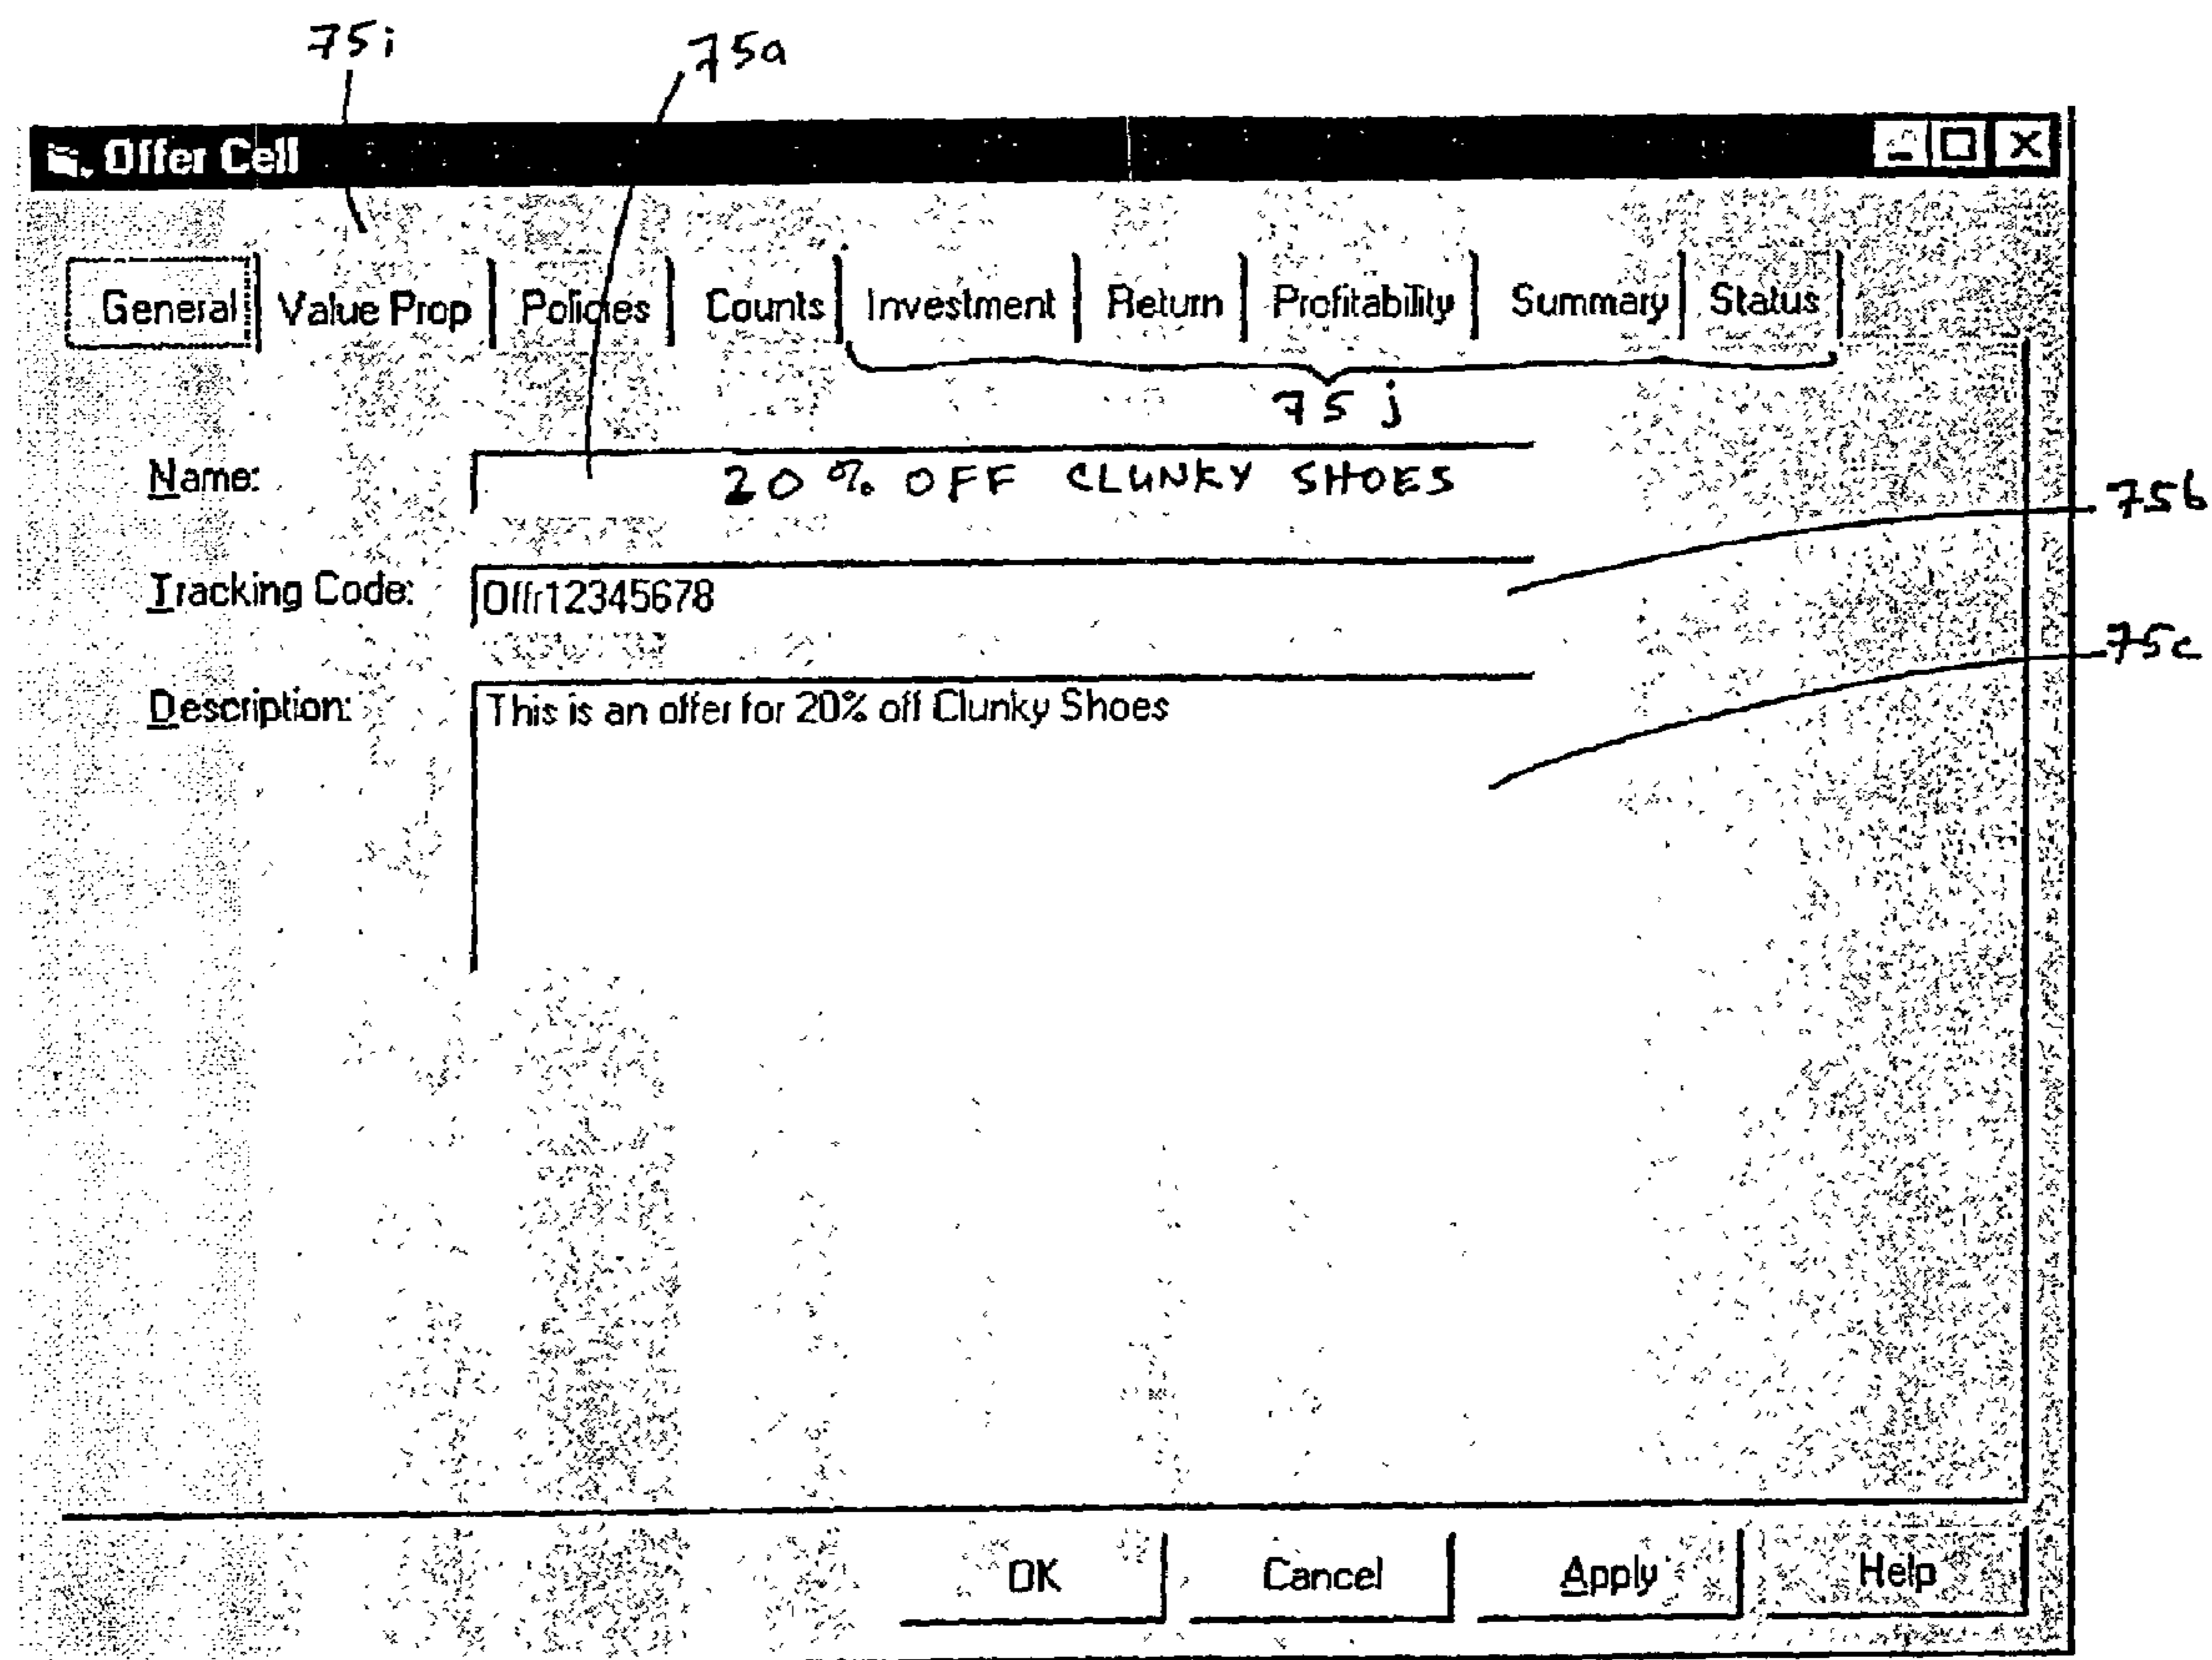 75i 75a
Offer Cell
General Value Prop Policies Counts Investment Return Profitability Summary Status
75j
Name: 20% OFF CLUNKY SHOES
75b
Tracking Code: Offr12345678
75c
Description: This is an offer for 20% off Clunky Shoes
OK Cancel Apply Help